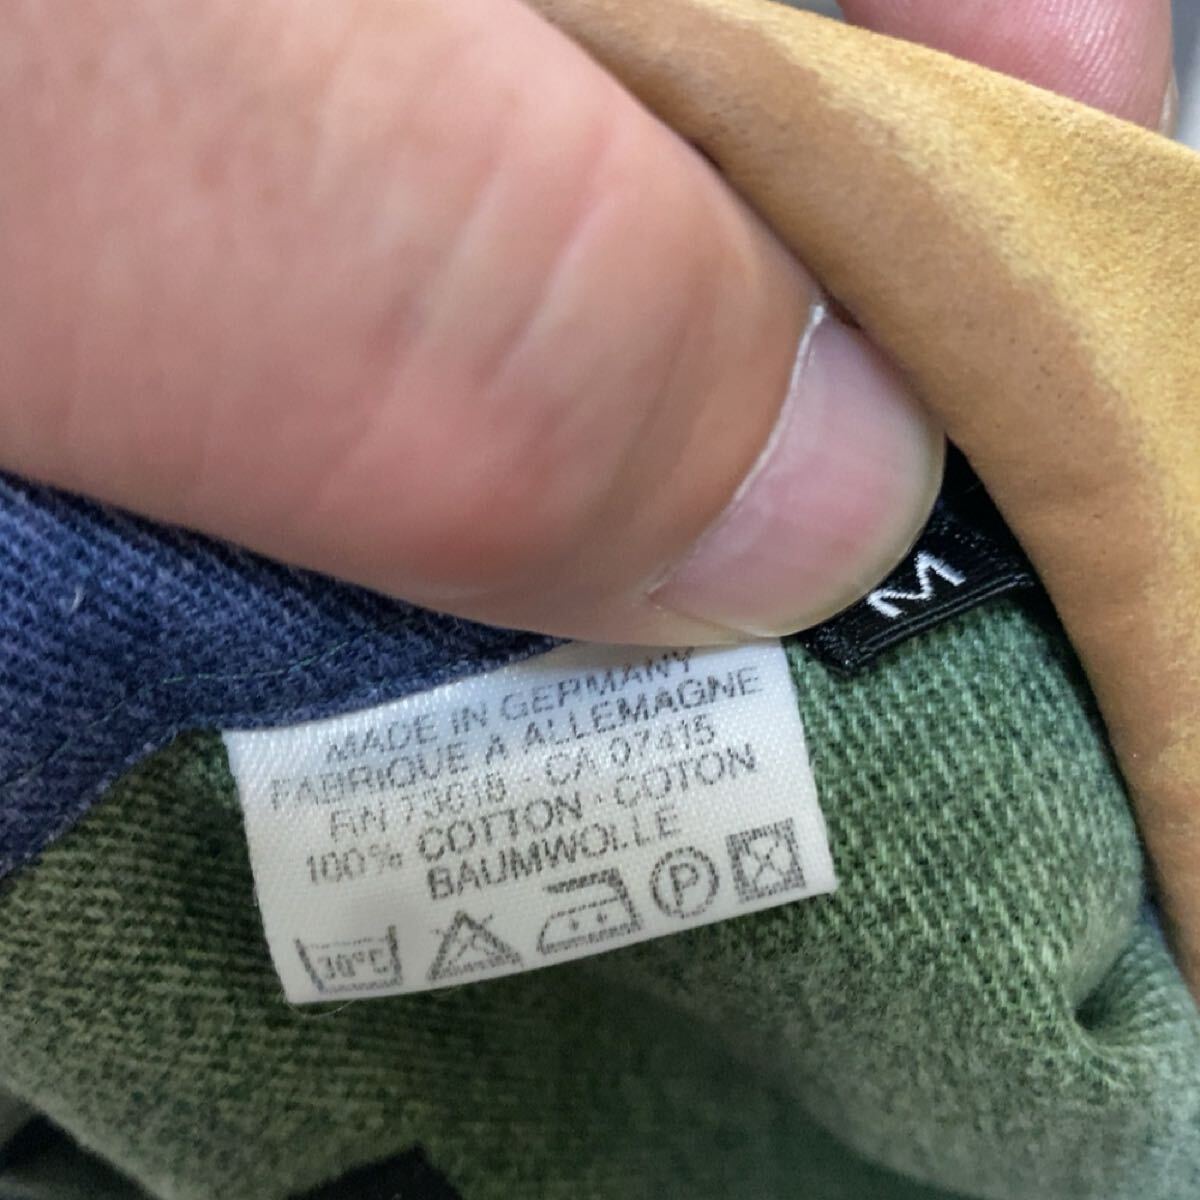 M
MADE IN GERMANY
FABRIQUE A ALLEMAGNE
RN 73618 - CA 07415
100% COTTON - COTON
BAUMWOLLE
30°C P